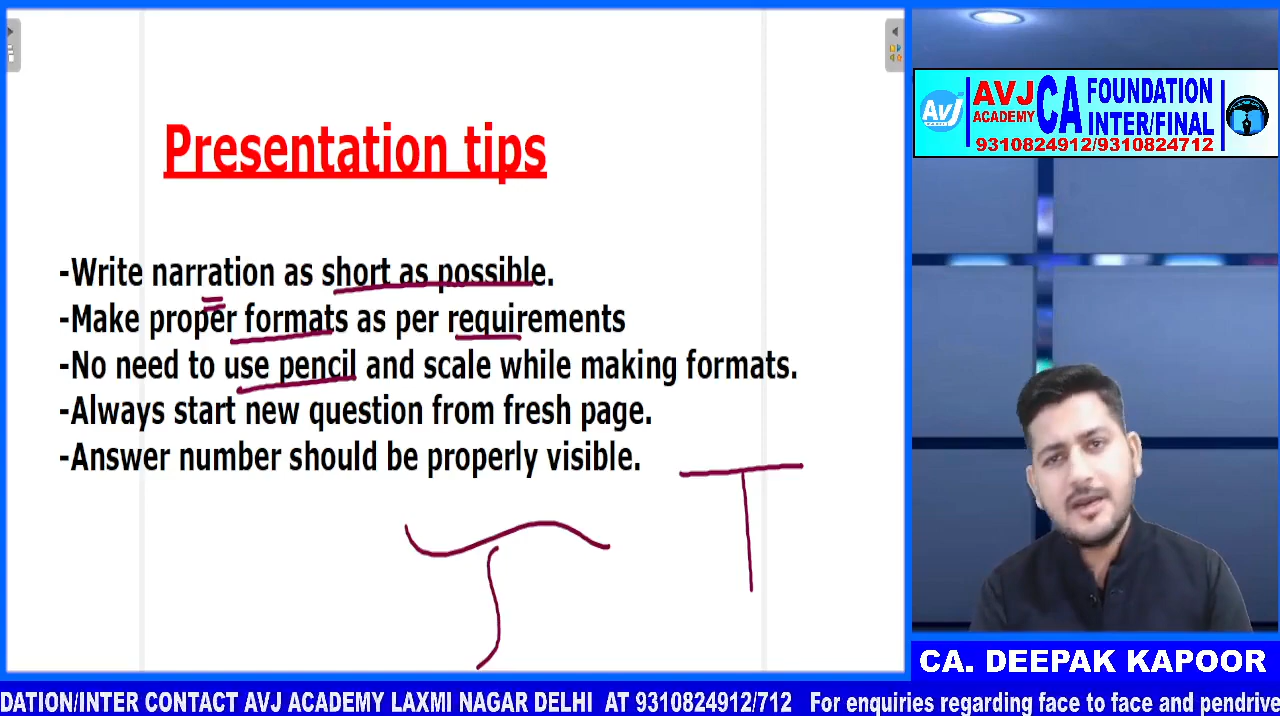 Presentation tips
-Write narration as short as possible.
-Make proper formats as per requirements
-No need to use pencil and scale while making formats.
-Always start new question from fresh page.
-Answer number should be properly visible.
AVJ
ACADEMY
CA
FOUNDATION
INTER/FINAL
9310824912/9310824712
AVJ
CA. DEEPAK KAPOOR
DATION/INTER CONTACT AVJ ACADEMY LAXMI NAGAR DELHI AT 9310824912/712 For enquiries regarding face to face and pendrive